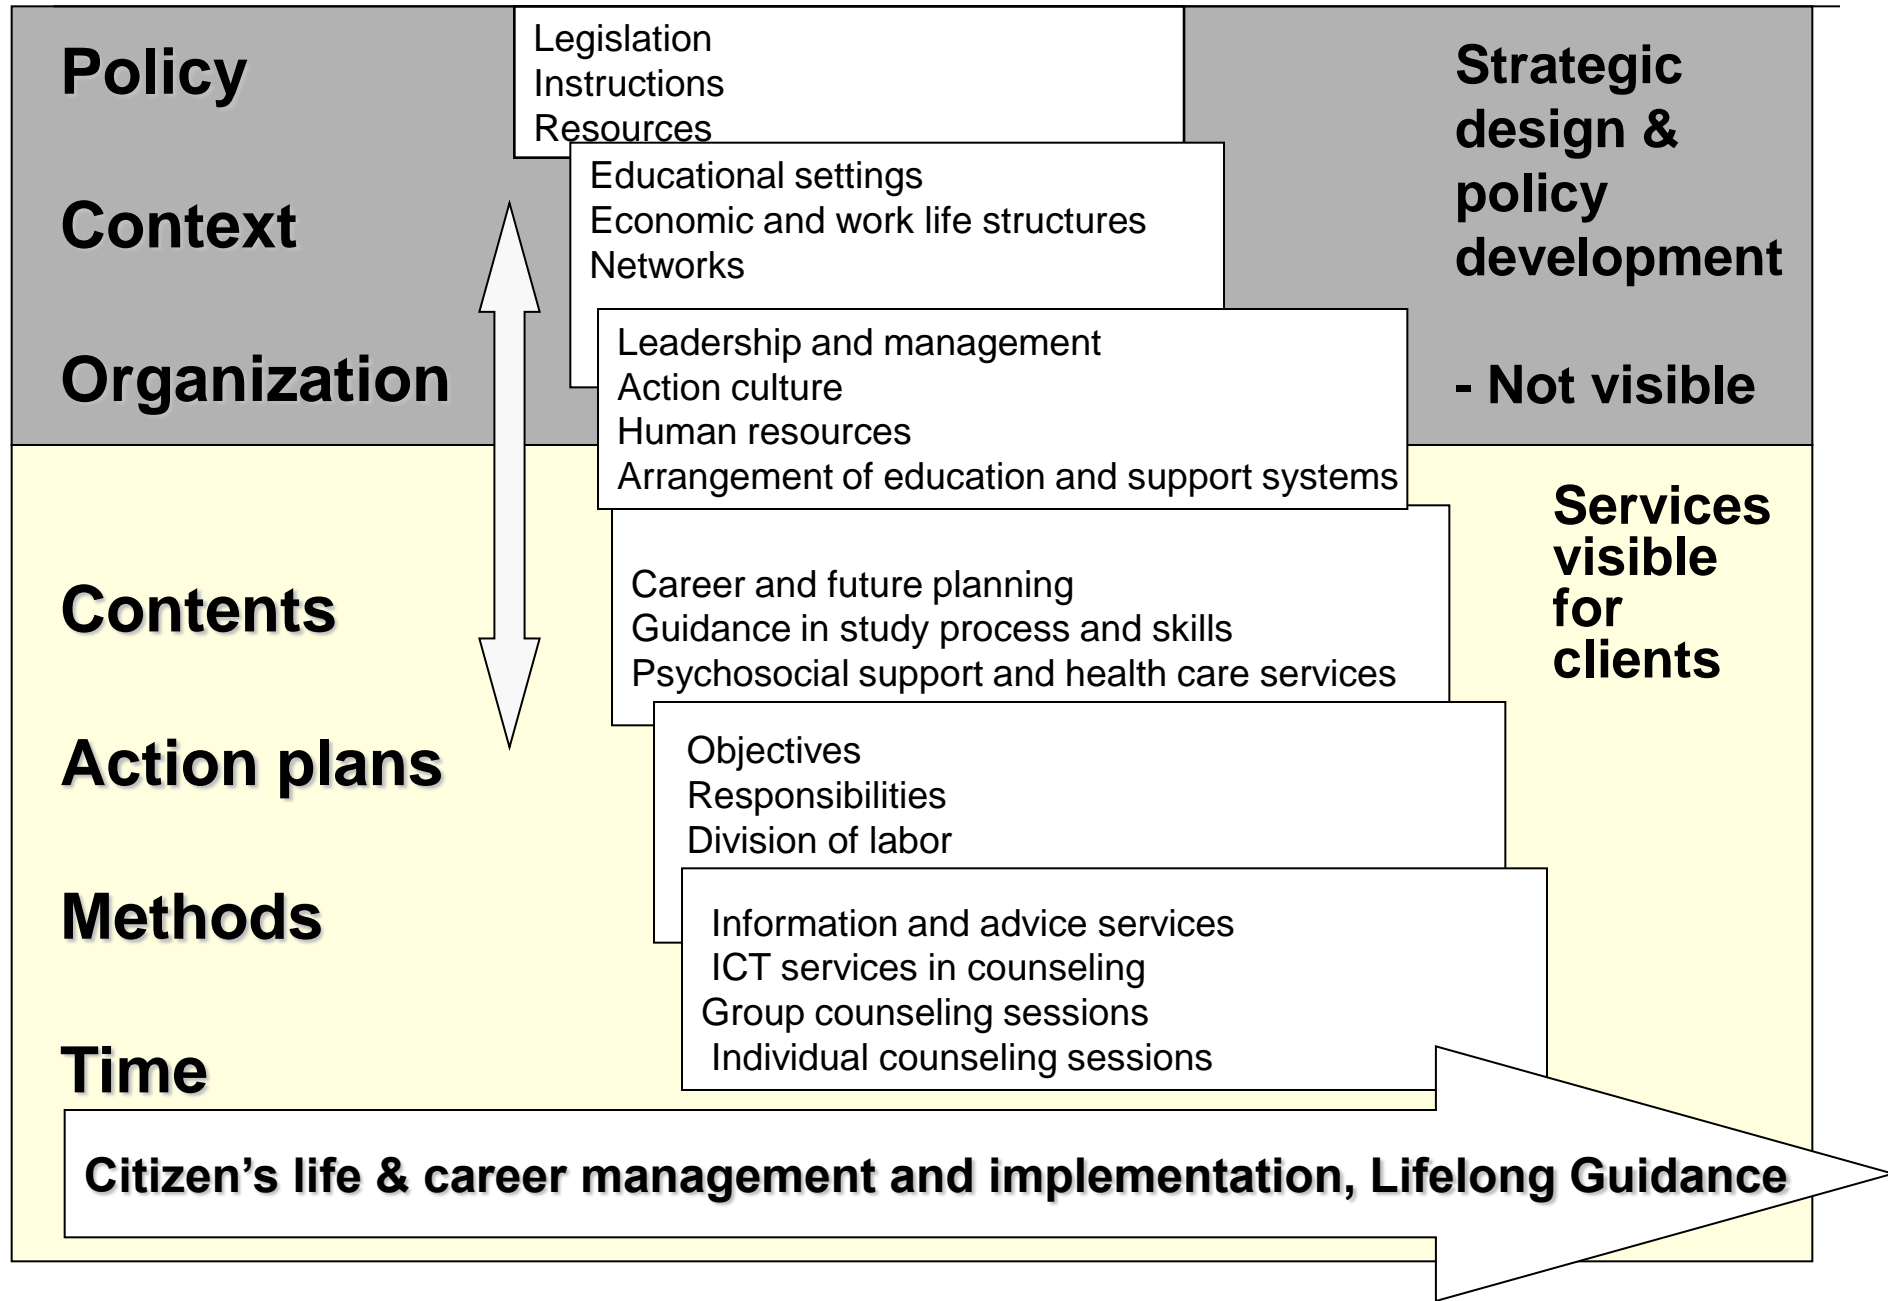 Policy
Legislation
Instructions
Resources
Strategic
design &
policy
development
- Not visible
Context
Educational settings
Economic and work life structures
Networks
Organization
Leadership and management
Action culture
Human resources
Arrangement of education and support systems
Services
visible
for
clients
Contents
Career and future planning
Guidance in study process and skills
Psychosocial support and health care services
Action plans
Objectives
Responsibilities
Division of labor
Methods
Information and advice services
ICT services in counseling
Group counseling sessions
Individual counseling sessions
Time
Citizen’s life & career management and implementation, Lifelong Guidance